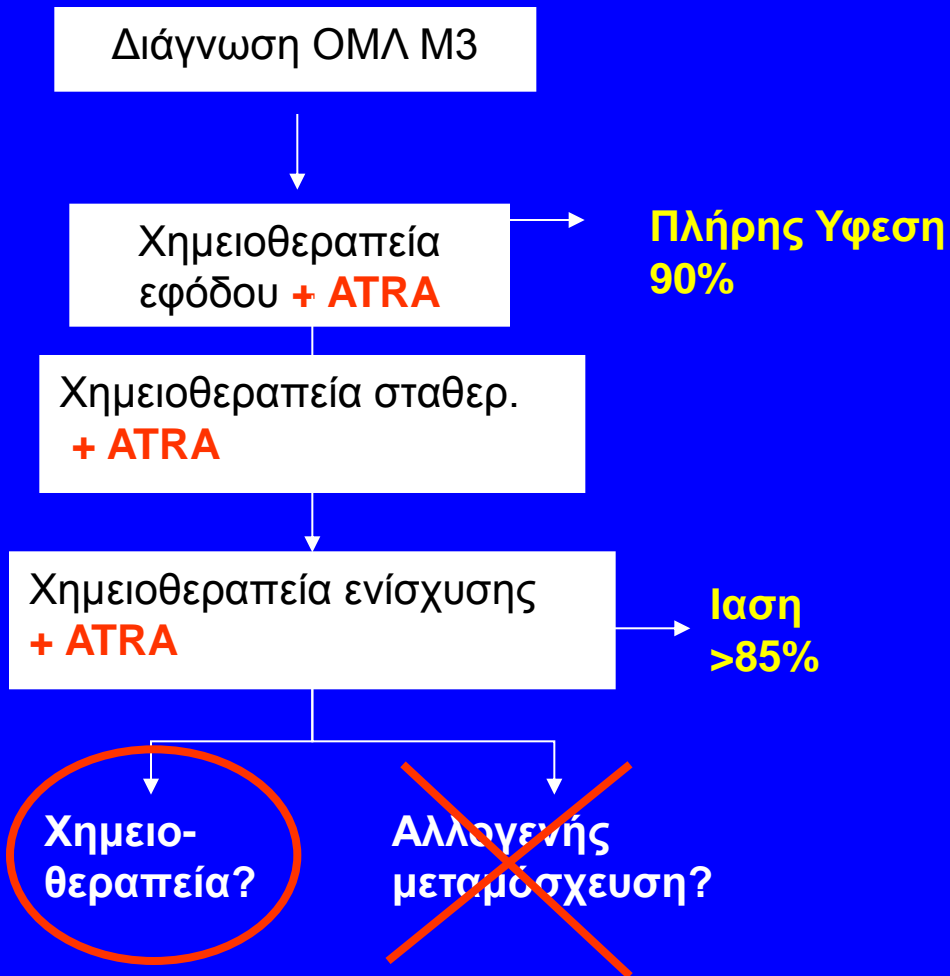 Διάγνωση ΟΜΛ Μ3
Χημειοθεραπεία
εφόδου + ATRA
Πλήρης Υφεση
90%
Χημειοθεραπεία σταθερ.
+ ATRA
Χημειοθεραπεία ενίσχυσης
+ ATRA
Ιαση
>85%
Χημειο-
θεραπεία?
Αλλογενής
μεταμόσχευση?